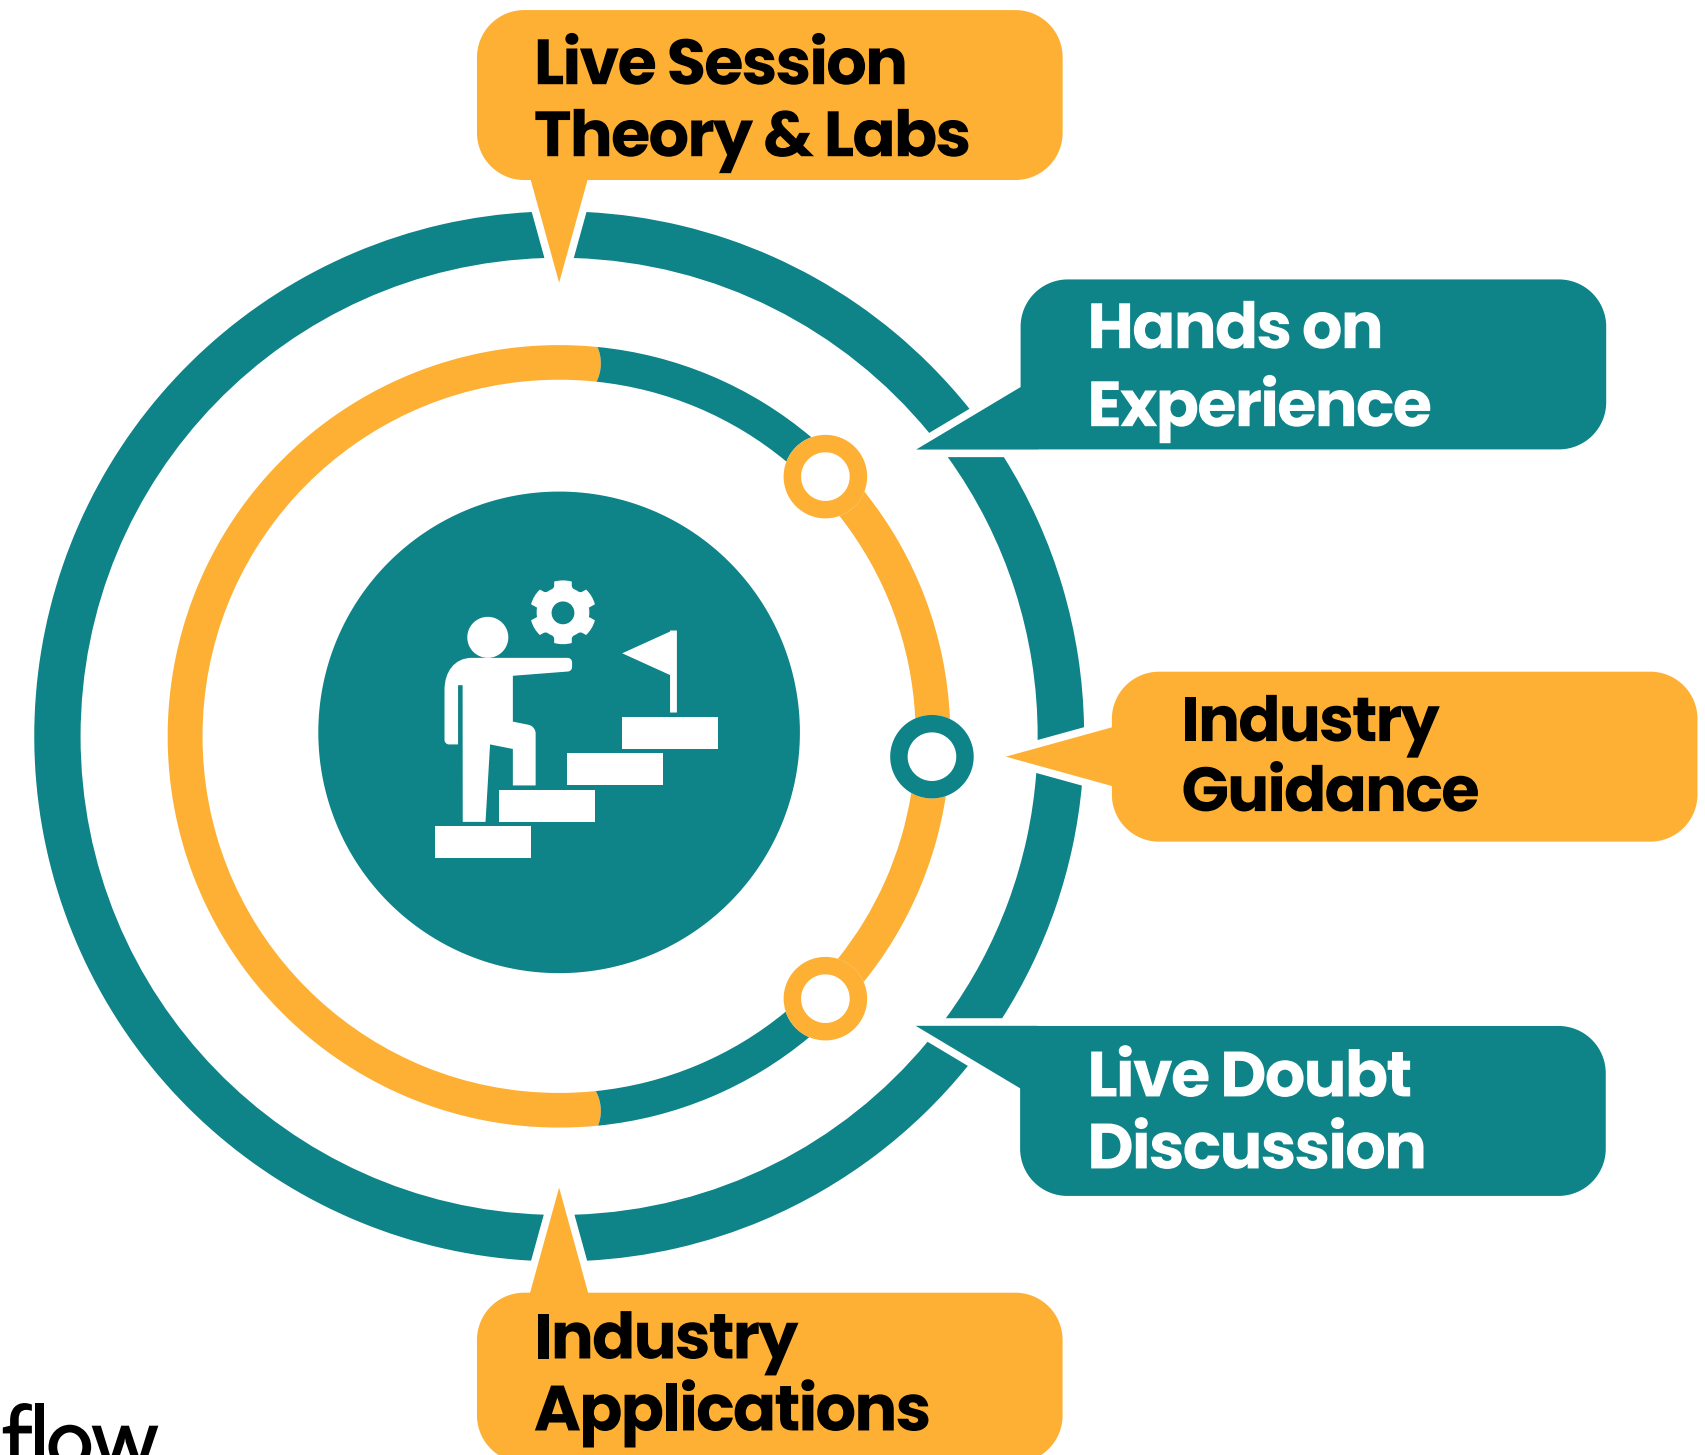 Live Session
Theory & Labs
Hands on
Experience
Industry
Guidance
Live Doubt
Discussion
Industry
Applications
flow